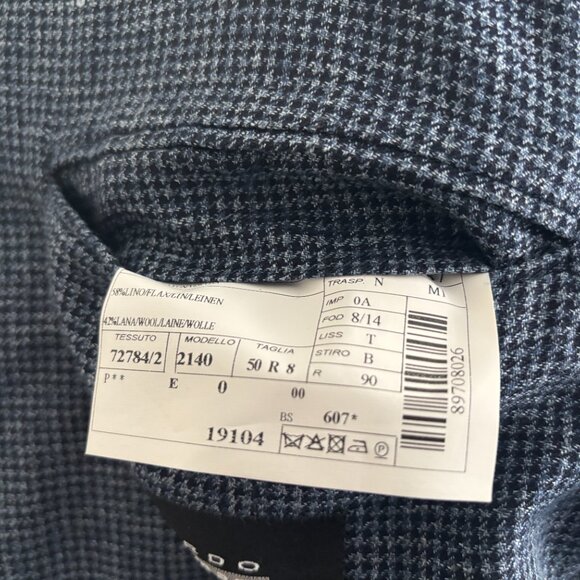 58%LINO/FLAX/LIN/LEINEN
42%LANA/WOOL/LAINE/WOLLE
TRASP. N
IMP 0A
FOD 8/14
LISS T
STIRO B
R 90
TESSUTO MODELLO TAGLIA
72784/2 2140 50 R 8
P** E 0 00
BS 607*
19104
P
89708026
DO